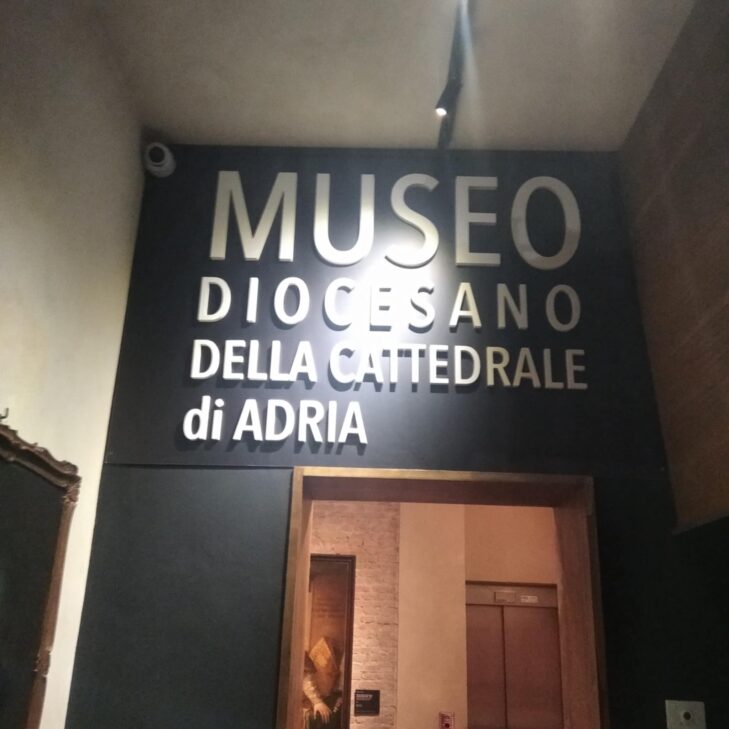 MUSEO
DIOCESANO
DELLA CATTEDRALE
di ADRIA